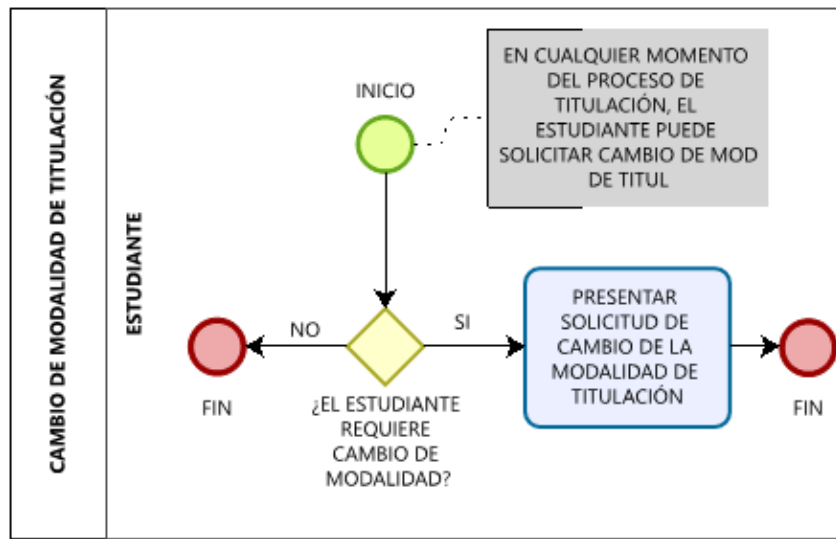 CAMBIO DE MODALIDAD DE TITULACIÓN
ESTUDIANTE
INICIO
EN CUALQUIER MOMENTO
DEL PROCESO DE
TITULACIÓN, EL
ESTUDIANTE PUEDE
SOLICITAR CAMBIO DE MOD
DE TITUL
NO
SI
FIN
¿EL ESTUDIANTE
REQUIERE
CAMBIO DE
MODALIDAD?
PRESENTAR
SOLICITUD DE
CAMBIO DE LA
MODALIDAD DE
TITULACIÓN
FIN